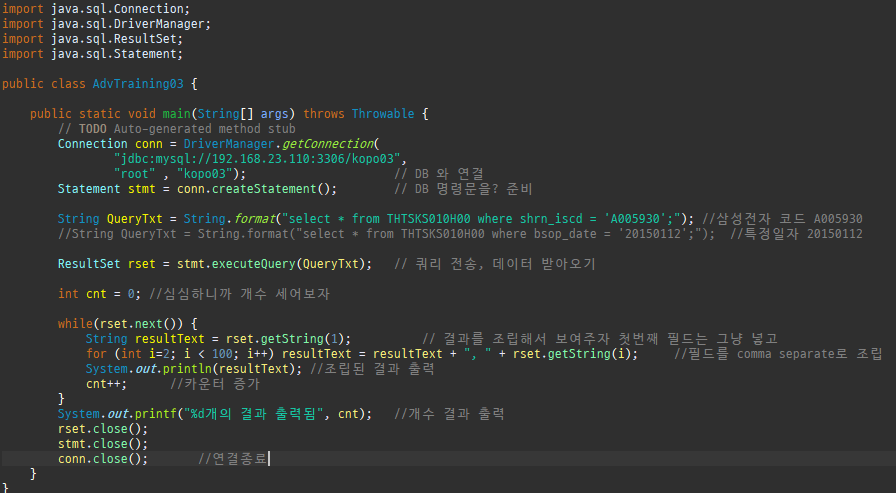 import java.sql.Connection;
import java.sql.DriverManager;
import java.sql.ResultSet;
import java.sql.Statement;
public class AdvTraining03 {
public static void main(String[] args) throws Throwable {
// TODO Auto-generated method stub
Connection conn = DriverManager.getConnection(
"jdbc:mysql://192.168.23.110:3306/kopo03",
"root" , "kopo03"); // DB 와 연결
Statement stmt = conn.createStatement(); // DB 명령문을? 준비
String QueryTxt = String.format("select * from THTSKS010H00 where shrn_iscd = 'A005930';"); //삼성전자 코드 A005930
//String QueryTxt = String.format("select * from THTSKS010H00 where bsop_date = '20150112';"); //특정일자 20150112
ResultSet rset = stmt.executeQuery(QueryTxt); // 쿼리 전송, 데이터 받아오기
int cnt = 0; //심심하니까 개수 세어보자
while(rset.next()) {
String resultText = rset.getString(1); // 결과를 조립해서 보여주자 첫번째 필드는 그냥 넣고
for (int i=2; i < 100; i++) resultText = resultText + ", " + rset.getString(i); //필드를 comma separate로 조립
System.out.println(resultText); //조립된 결과 출력
cnt++; //카운터 증가
}
System.out.printf("%d개의 결과 출력됨", cnt); //개수 결과 출력
rset.close();
stmt.close();
conn.close(); //연결종료
}
}